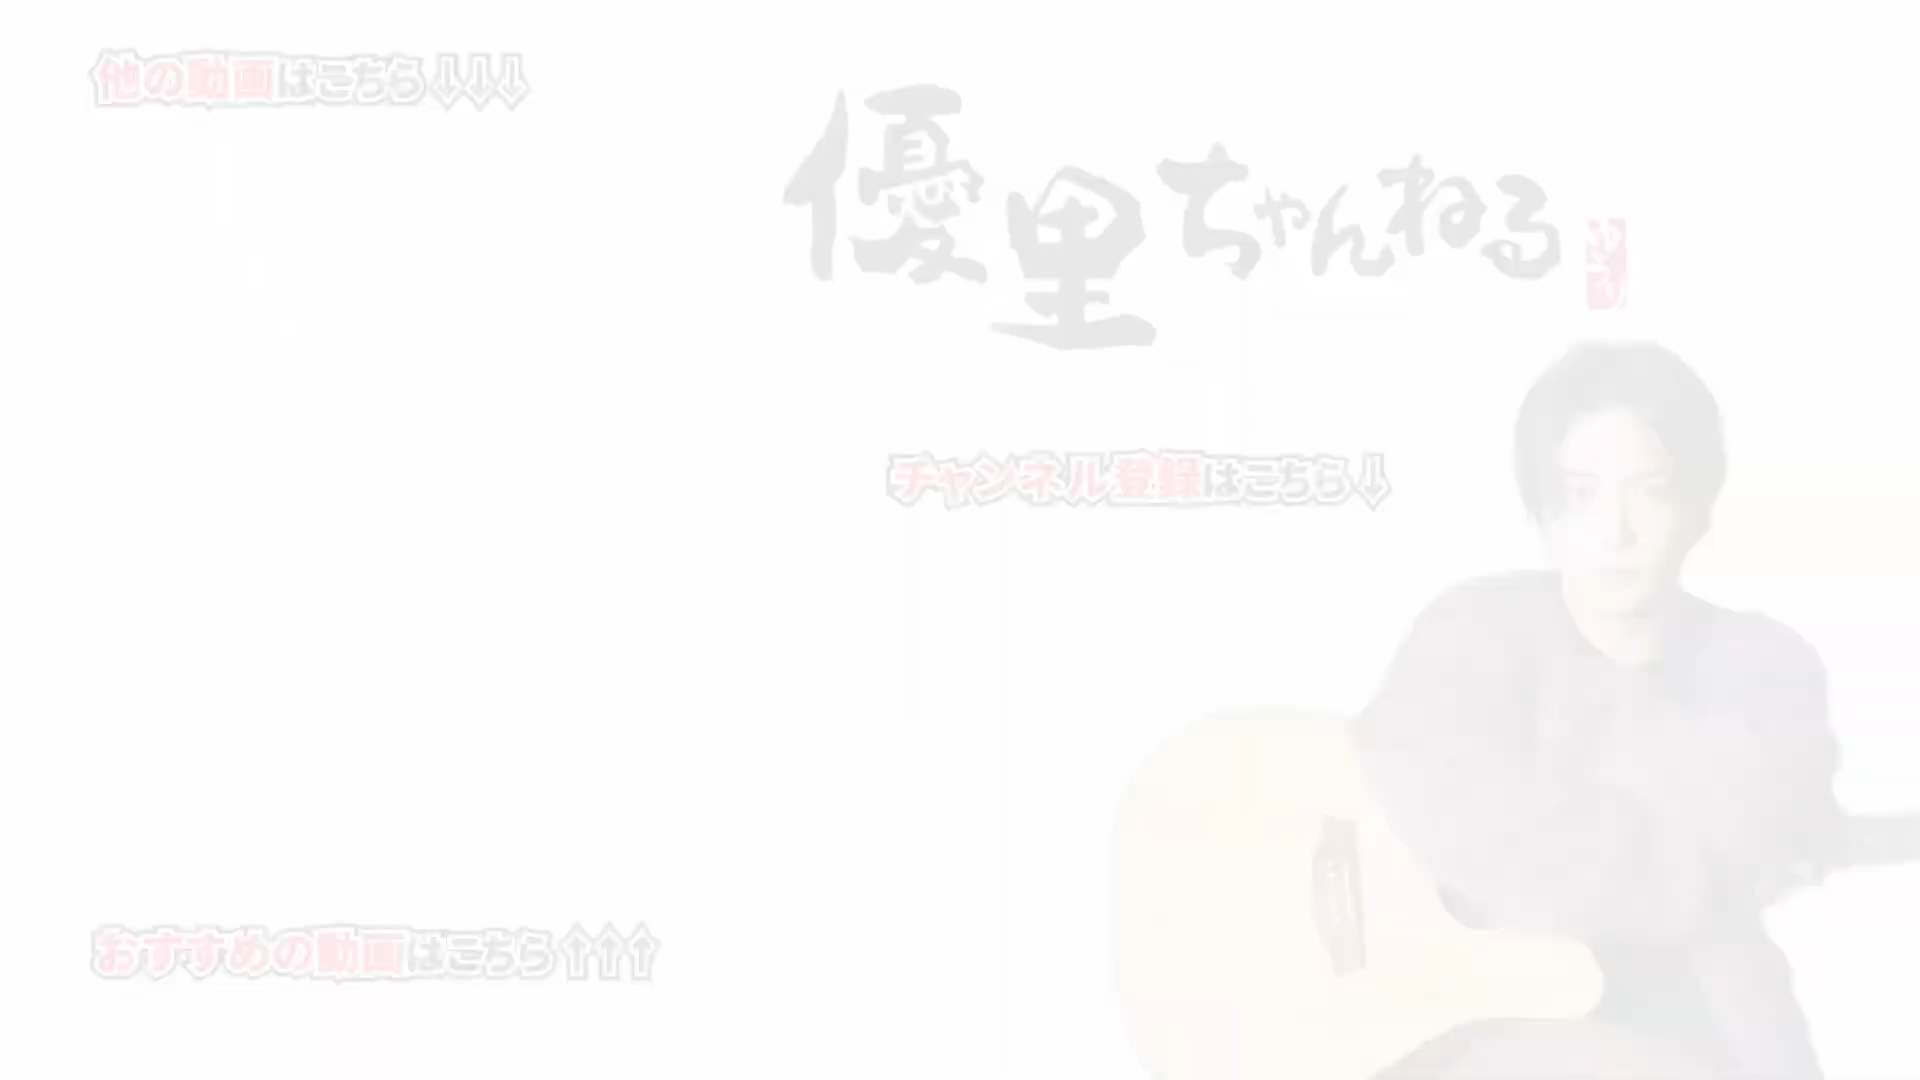 他の動画はこちら↓↓↓
優里ちゃんねる
ゆうり
チャンネル登録はこちら↓
おすすめの動画はこちら↑↑↑